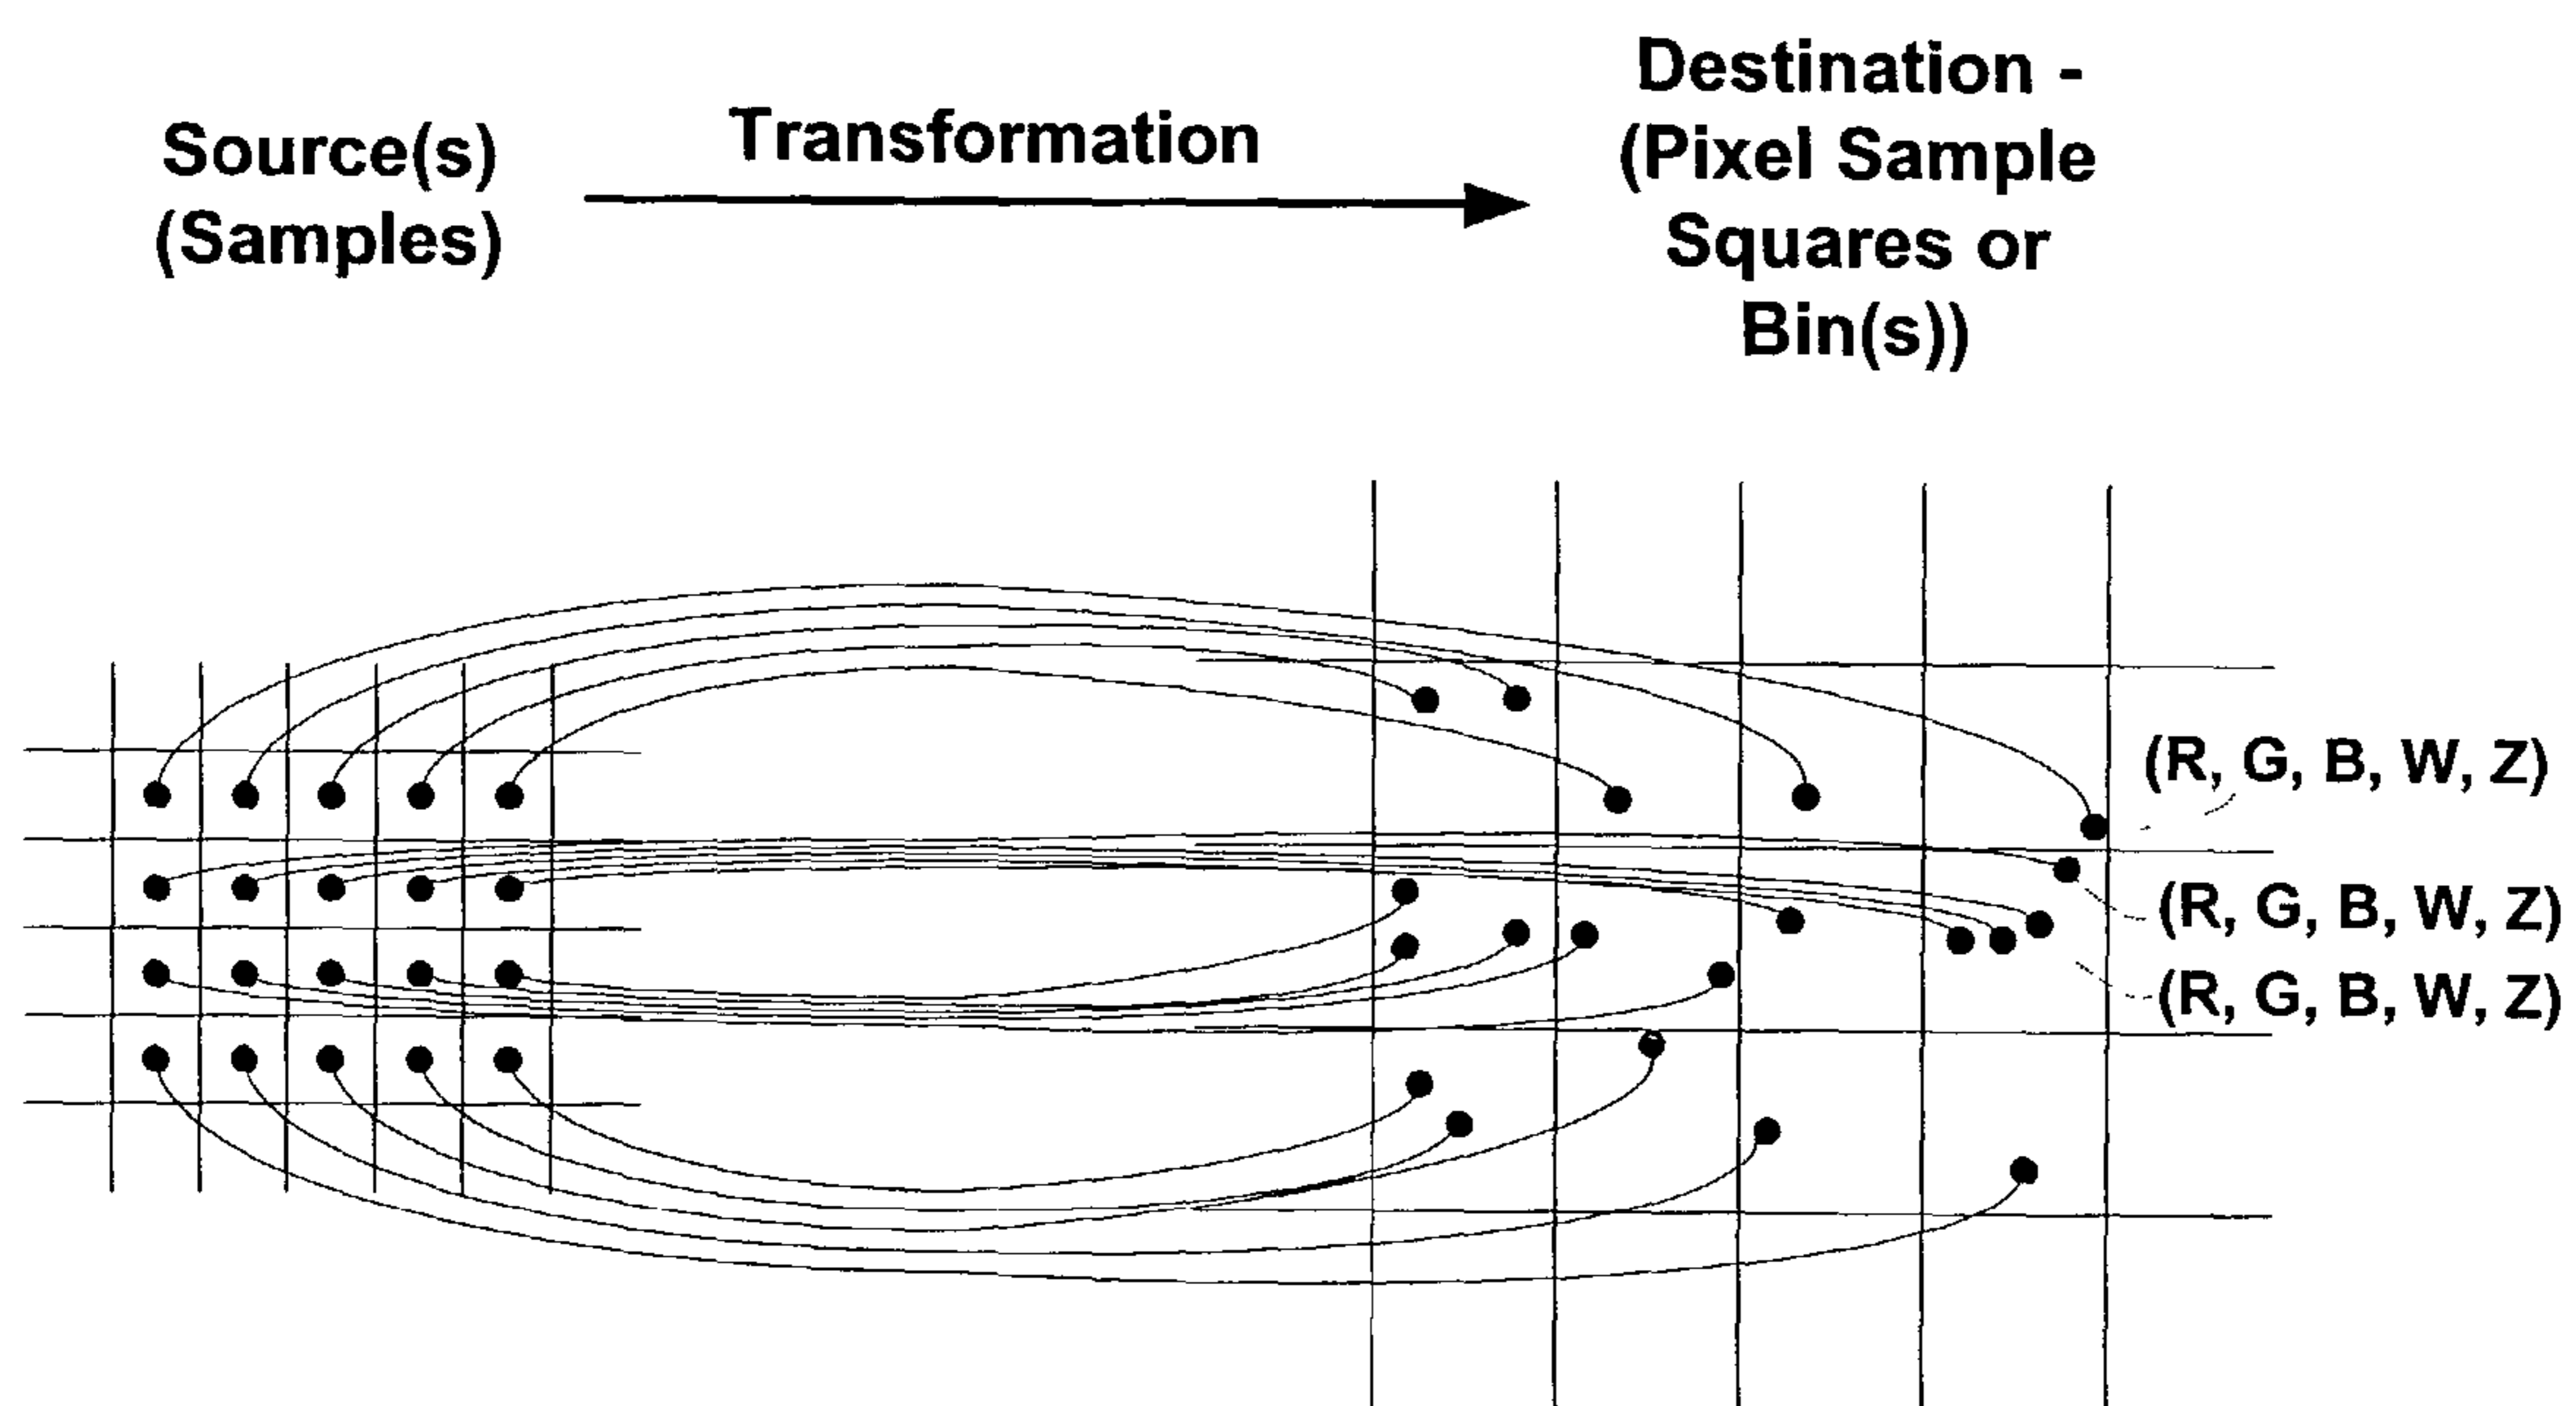 Source(s)
(Samples)
Transformation
Destination -
(Pixel Sample
Squares or
Bin(s))
(R, G, B, W, Z)
(R, G, B, W, Z)
(R, G, B, W, Z)